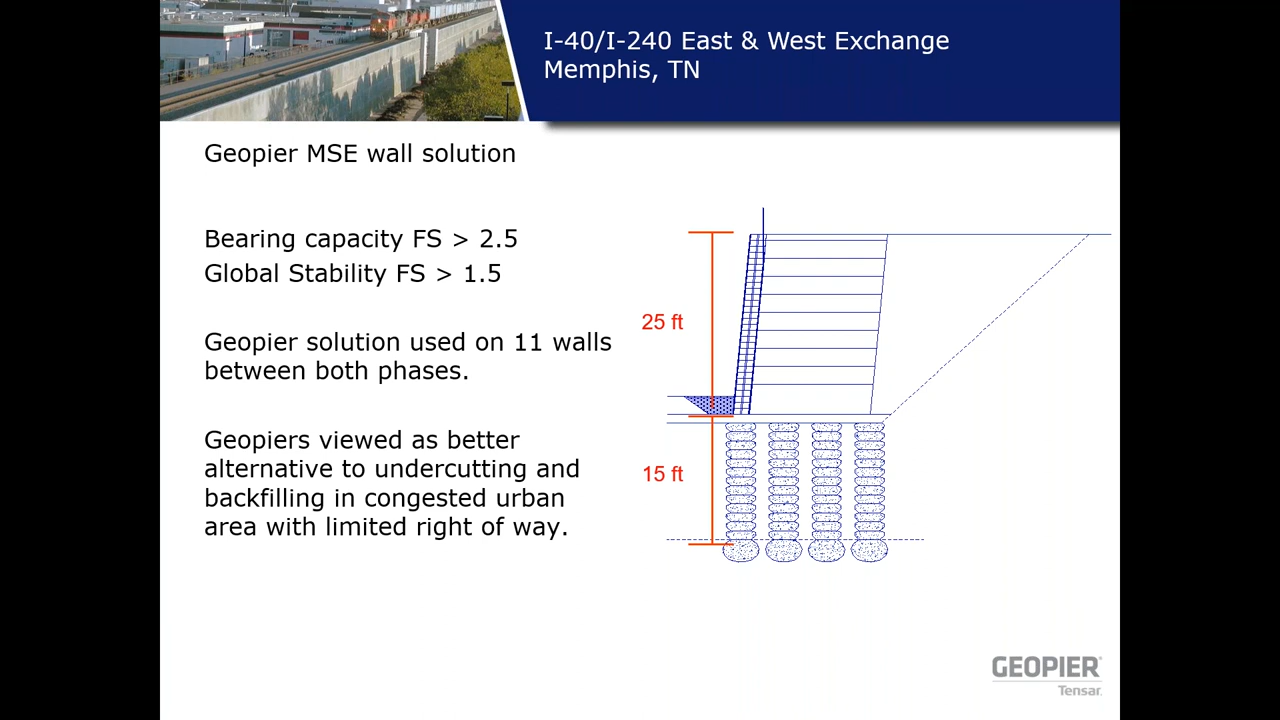 I-40/I-240 East & West Exchange
Memphis, TN
Geopier MSE wall solution
Bearing capacity FS > 2.5
Global Stability FS > 1.5
Geopier solution used on 11 walls
between both phases.
Geopiers viewed as better
alternative to undercutting and
backfilling in congested urban
area with limited right of way.
25 ft
15 ft
GEOPIER®
Tensar.